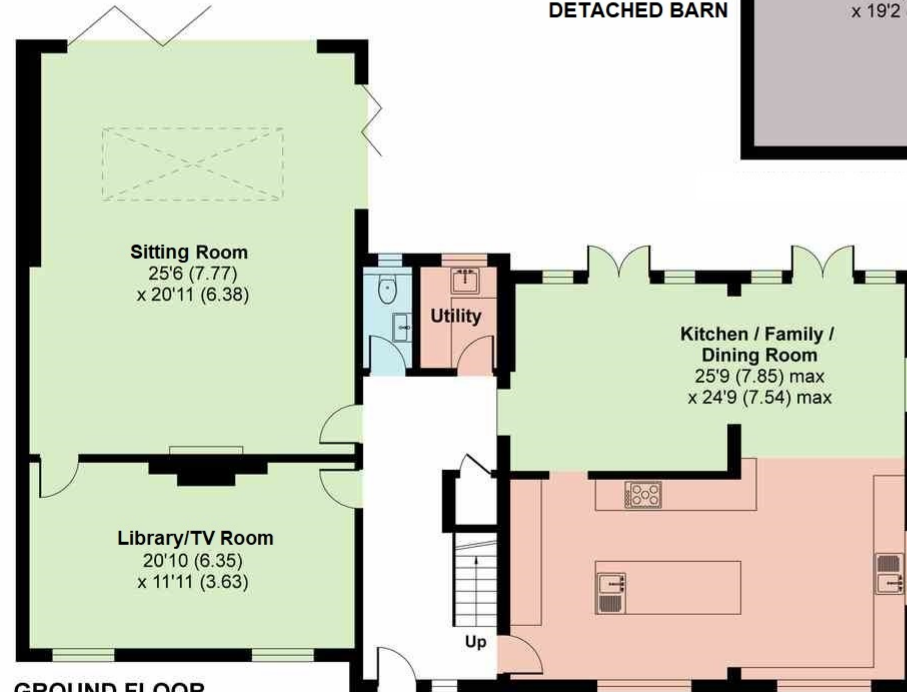 DETACHED BARN
x 19'2
Sitting Room
25'6 (7.77)
x 20'11 (6.38)
Utility
Kitchen / Family /
Dining Room
25'9 (7.85) max
x 24'9 (7.54) max
Library/TV Room
20'10 (6.35)
x 11'11 (3.63)
Up
GROUND FLOOR